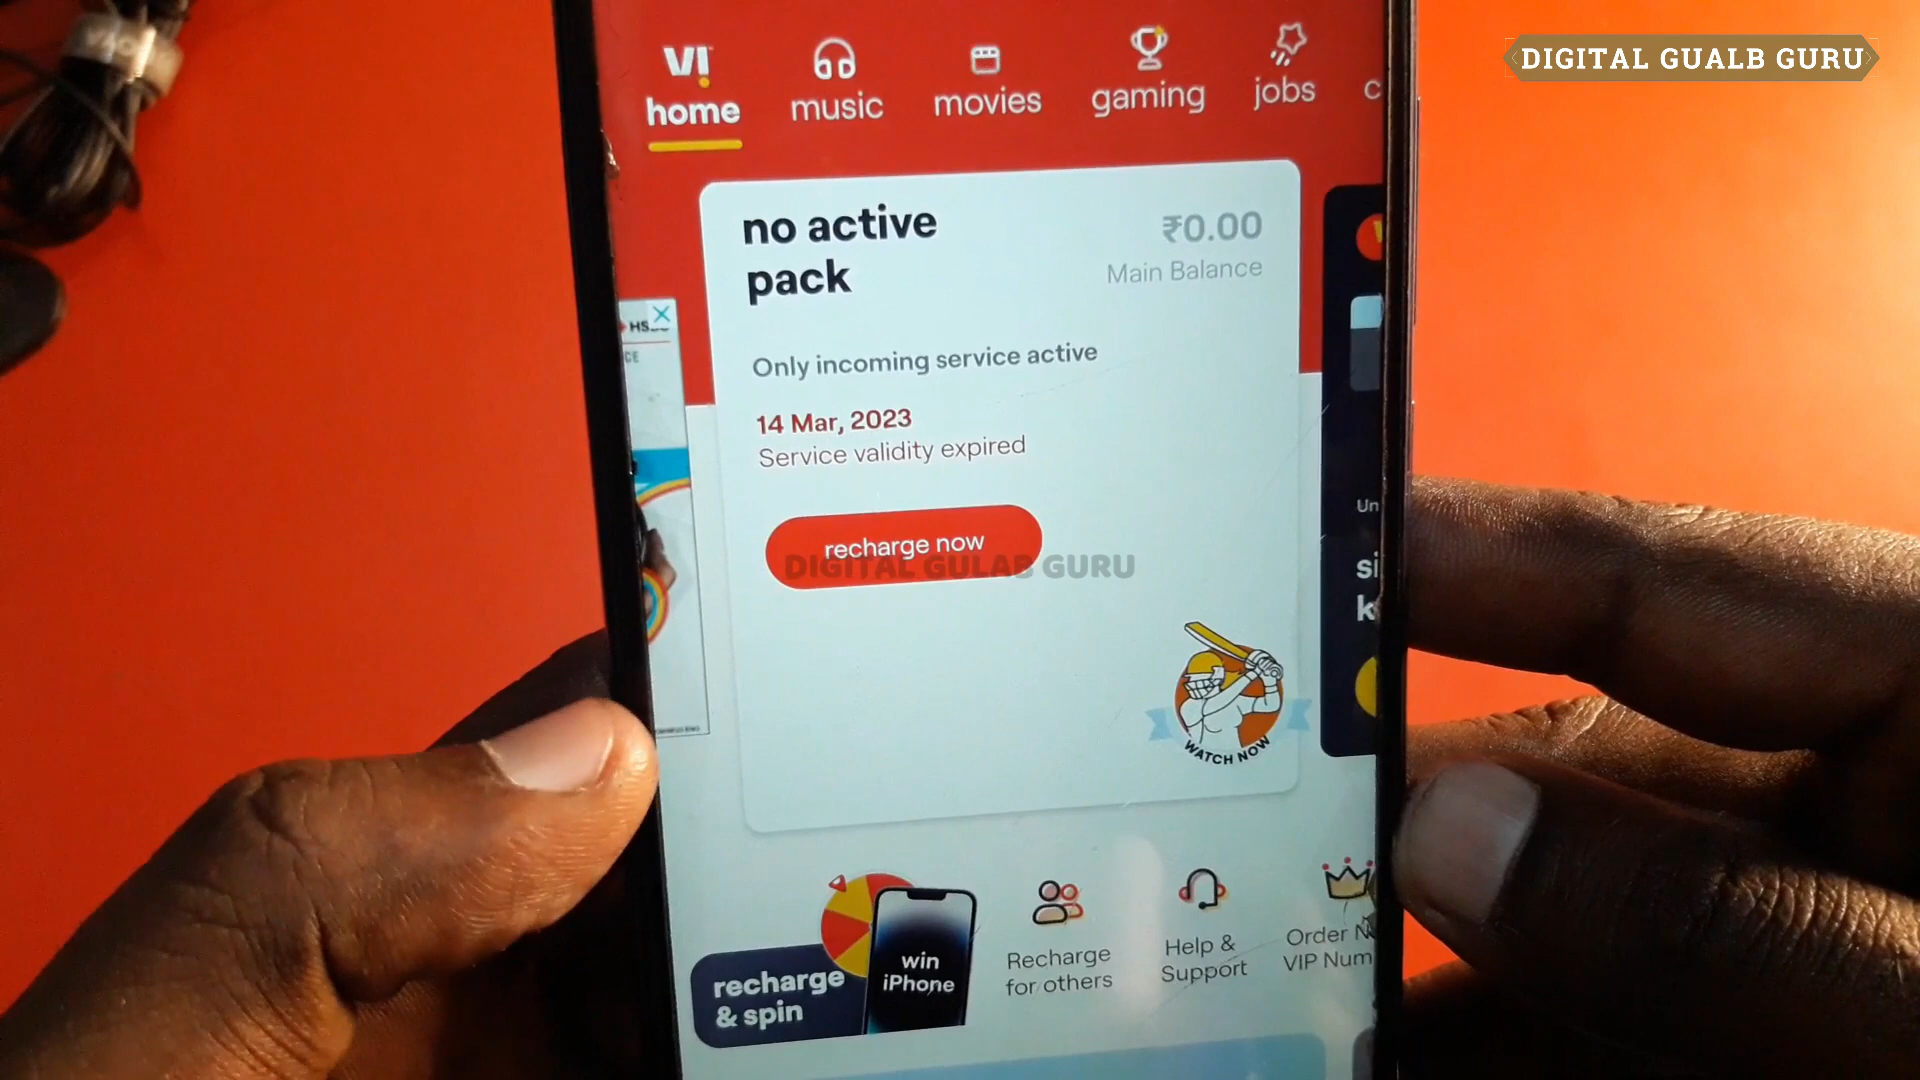 DIGITAL GUALB GURU
VI
home
music
movies
gaming
jobs
no active
pack
₹0.00
Main Balance
Only incoming service active
14 Mar, 2023
Service validity expired
recharge now
DIGITAL GULAB GURU
WATCH NOW
recharge
& spin
win
iPhone
Recharge
for others
Help &
Support
Order
VIP